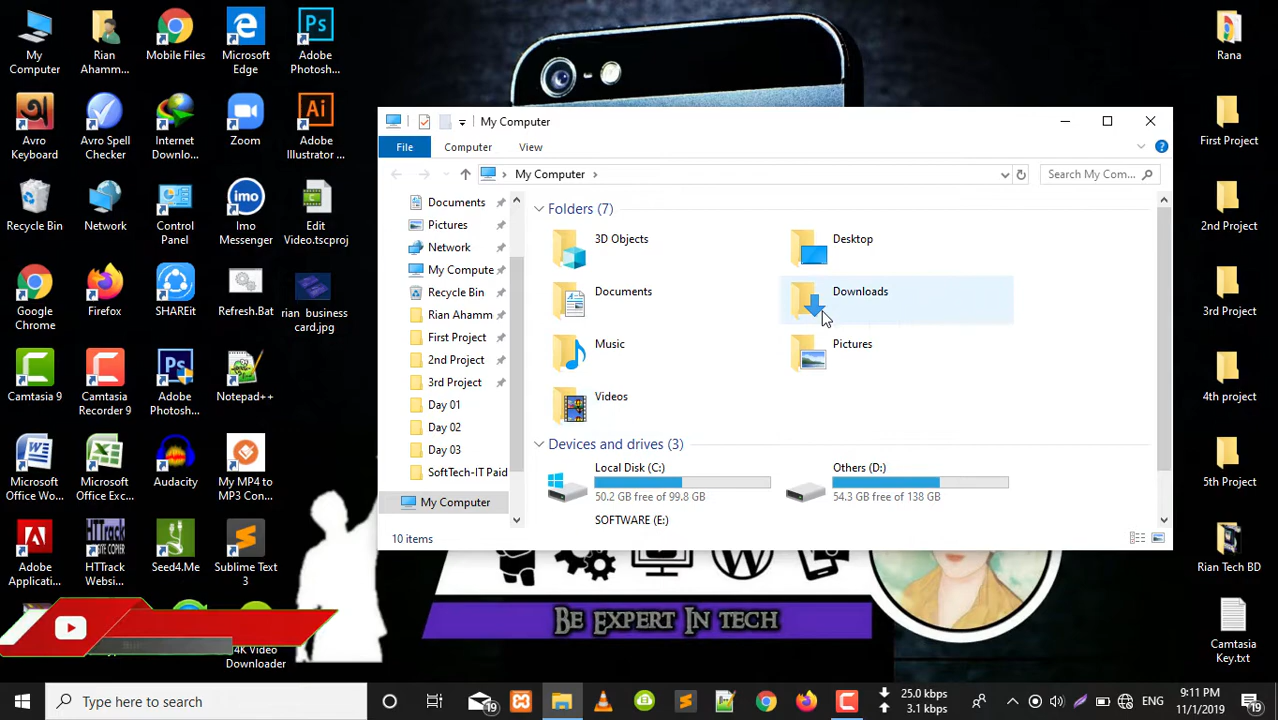 My Computer
Rian Ahamm...
Mobile Files
Microsoft Edge
Adobe Photosh...
Rana
Avro Keyboard
Avro Spell Checker
Internet Downlo...
Zoom
Adobe Illustrator ...
First Project
Recycle Bin
Network
Control Panel
Imo Messenger
Edit Video.tscproj
2nd Project
Google Chrome
Firefox
SHAREit
Refresh.Bat
rian business card.jpg
3rd Project
Camtasia 9
Camtasia Recorder 9
Adobe Photosh...
Notepad++
4th project
Microsoft Office Wo...
Microsoft Office Exc...
Audacity
My MP4 to MP3 Con...
5th Project
Adobe Applicati...
HTTrack Websi...
Seed4.Me
Sublime Text 3
Rian Tech BD
4K Video Downloader
Camtasia Key.txt
My Computer
File
Computer
View
My Computer
Search My Com...
Documents
Pictures
Network
My Compute
Recycle Bin
Rian Ahamm
First Project
2nd Project
3rd Project
Day 01
Day 02
Day 03
SoftTech-IT Paid
My Computer
Folders (7)
3D Objects
Desktop
Documents
Downloads
Music
Pictures
Videos
Devices and drives (3)
Local Disk (C:)
50.2 GB free of 99.8 GB
Others (D:)
54.3 GB free of 138 GB
SOFTWARE (E:)
10 items
Be Expert In tech
Type here to search
19
25.0 kbps
3.1 kbps
ENG
9:11 PM
11/1/2019
19